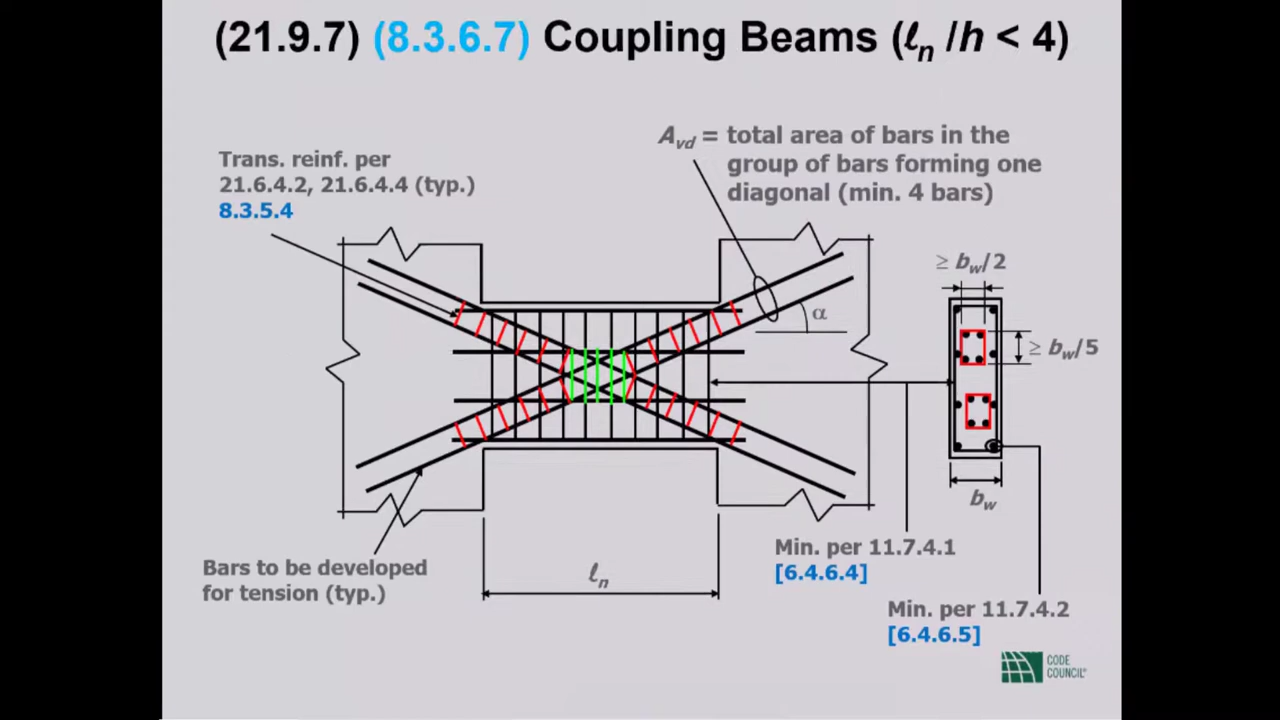 (21.9.7) (8.3.6.7) Coupling Beams (ℓn /h < 4)
Avd = total area of bars in the
group of bars forming one
diagonal (min. 4 bars)
Trans. reinf. per
21.6.4.2, 21.6.4.4 (typ.)
8.3.5.4
≥ bw/2
α
≥ bw/5
bw
Bars to be developed
for tension (typ.)
ℓn
Min. per 11.7.4.1
[6.4.6.4]
Min. per 11.7.4.2
[6.4.6.5]
CODE
COUNCIL®